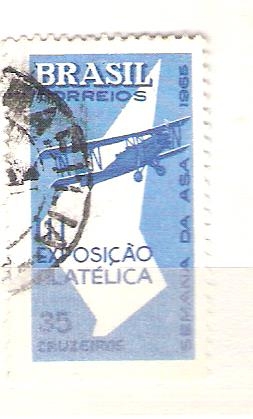 BRASIL
CORREIOS
EXPOSIÇÃO
FILATÉLICA
35
CRUZEIROS
SEMANA DA ASA 1965